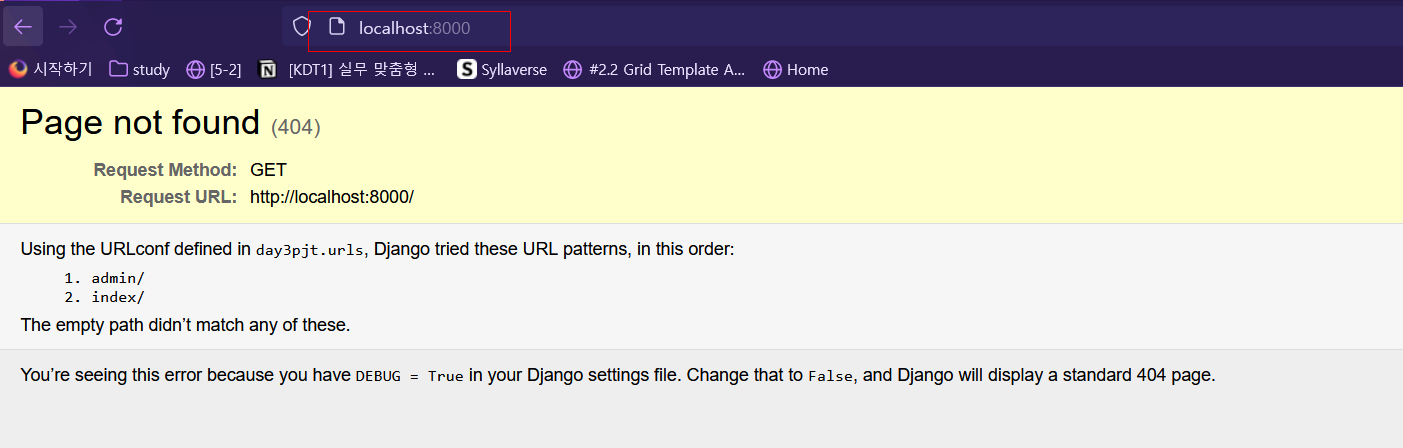 localhost:8000
시작하기 study [5-2] [KDT1] 실무 맞춤형 ... Syllaverse #2.2 Grid Template A... Home
Page not found (404)
Request Method: GET
Request URL: http://localhost:8000/
Using the URLconf defined in day3pjt.urls, Django tried these URL patterns, in this order:
1. admin/
2. index/
The empty path didn’t match any of these.
You’re seeing this error because you have DEBUG = True in your Django settings file. Change that to False, and Django will display a standard 404 page.